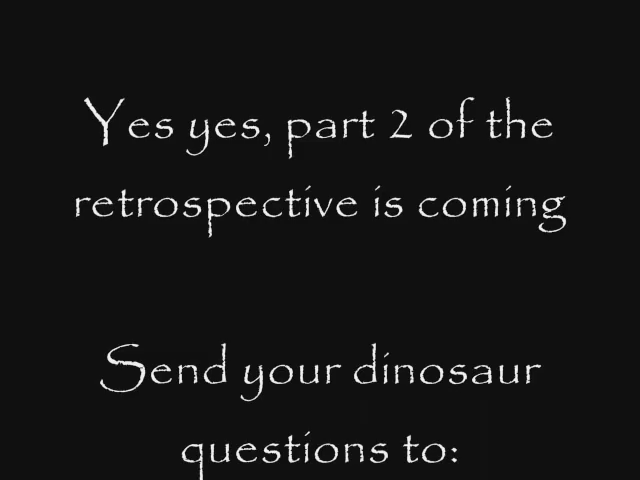 Yes yes, part 2 of the
retrospective is coming
Send your dinosaur
questions to: